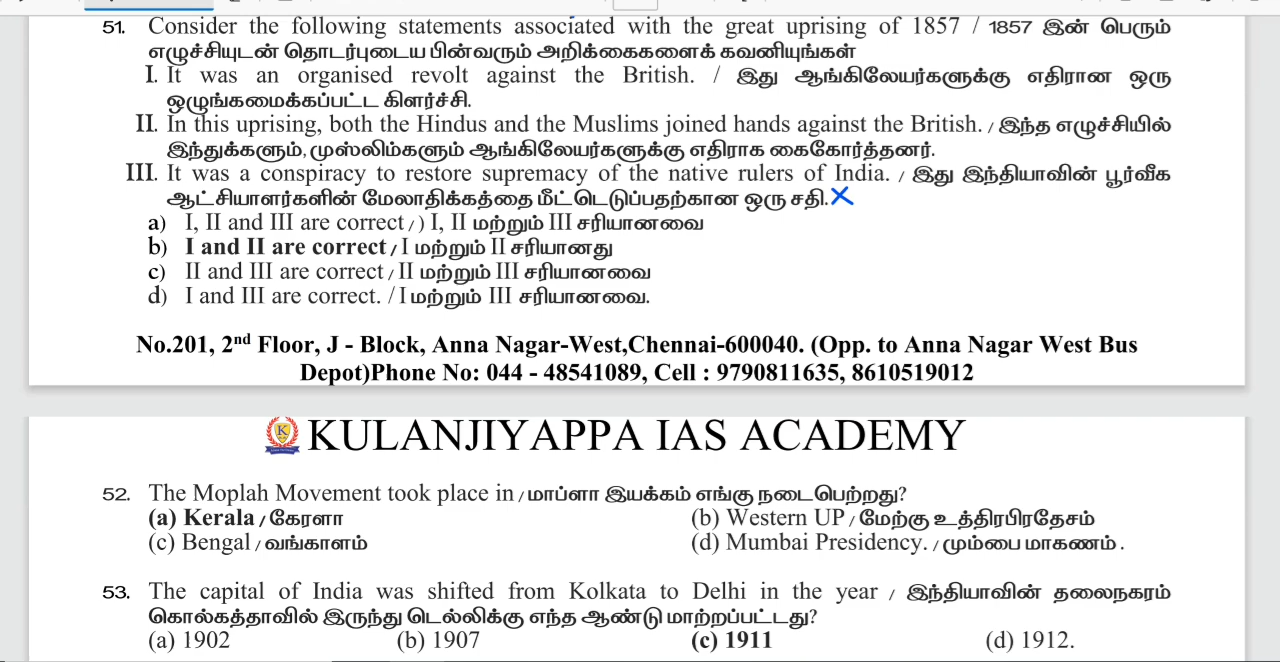 51. Consider the following statements associated with the great uprising of 1857 / 1857 இன் பெரும்
எழுச்சியுடன் தொடர்புடைய பின்வரும் அறிக்கைகளைக் கவனியுங்கள்
I. It was an organised revolt against the British. / இது ஆங்கிலேயர்களுக்கு எதிரான ஒரு
ஒழுங்கமைக்கப்பட்ட கிளர்ச்சி.
II. In this uprising, both the Hindus and the Muslims joined hands against the British. / இந்த எழுச்சியில்
இந்துக்களும், முஸ்லிம்களும் ஆங்கிலேயர்களுக்கு எதிராக கைகோர்த்தனர்.
III. It was a conspiracy to restore supremacy of the native rulers of India. / இது இந்தியாவின் பூர்வீக
ஆட்சியாளர்களின் மேலாதிக்கத்தை மீட்டெடுப்பதற்கான ஒரு சதி.
a) I, II and III are correct / ) I, II மற்றும் III சரியானவை
b) I and II are correct / I மற்றும் II சரியானது
c) II and III are correct / II மற்றும் III சரியானவை
d) I and III are correct. / I மற்றும் III சரியானவை.
No.201, 2nd Floor, J - Block, Anna Nagar-West,Chennai-600040. (Opp. to Anna Nagar West Bus
Depot)Phone No: 044 - 48541089, Cell : 9790811635, 8610519012
KULANJIYAPPA IAS ACADEMY
52. The Moplah Movement took place in / மாப்ளா இயக்கம் எங்கு நடைபெற்றது?
(a) Kerala / கேரளா (b) Western UP / மேற்கு உத்திரபிரதேசம்
(c) Bengal / வங்காளம் (d) Mumbai Presidency. / மும்பை மாகணம் .
53. The capital of India was shifted from Kolkata to Delhi in the year / இந்தியாவின் தலைநகரம்
கொல்கத்தாவில் இருந்து டெல்லிக்கு எந்த ஆண்டு மாற்றப்பட்டது?
(a) 1902 (b) 1907 (c) 1911 (d) 1912.